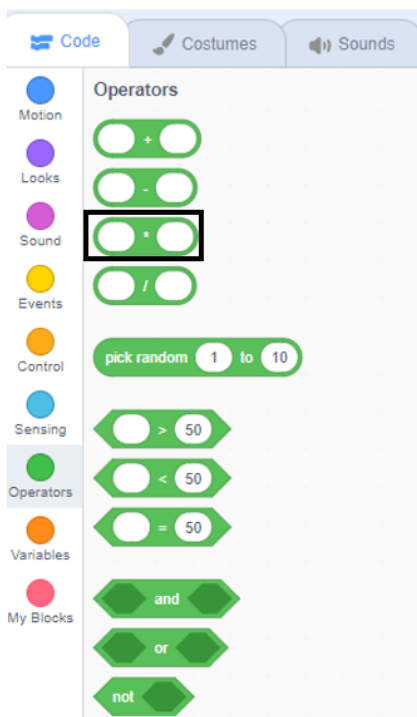 Code
Costumes
Sounds
Motion
Looks
Sound
Events
Control
Sensing
Operators
Variables
My Blocks
Operators
+
-
*
/
pick random 1 to 10
> 50
< 50
= 50
and
or
not